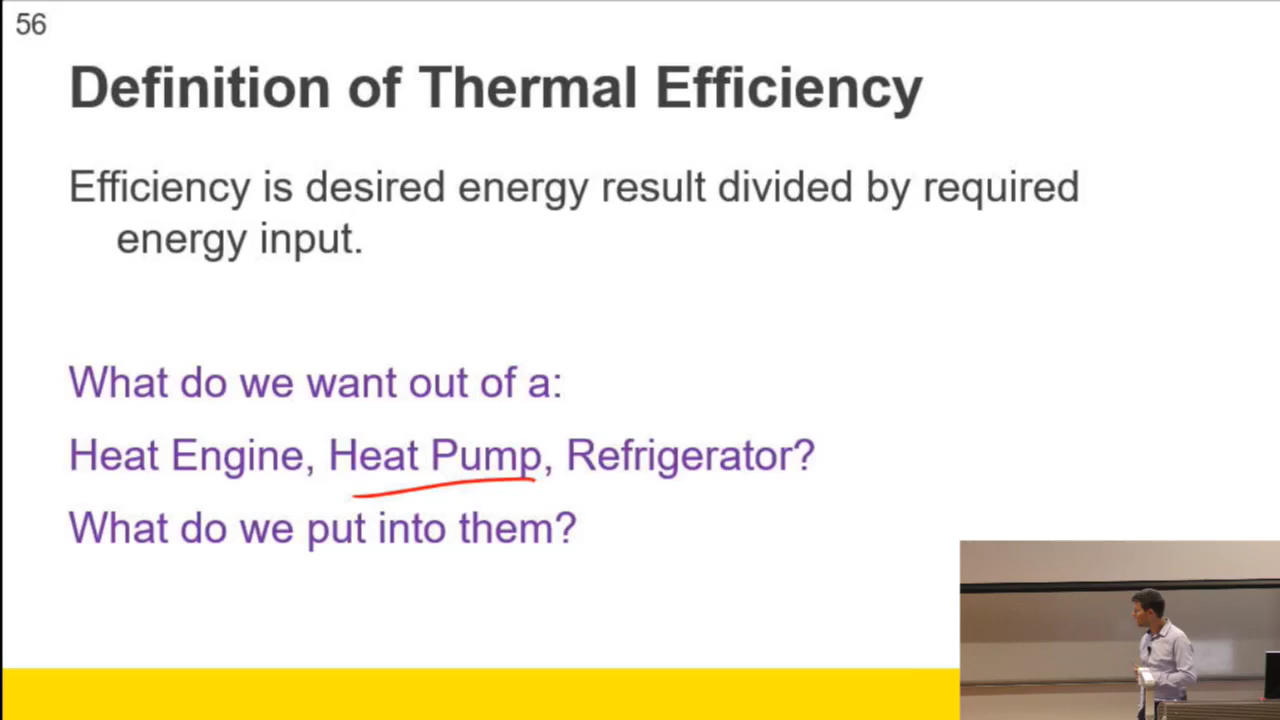 56
Definition of Thermal Efficiency
Efficiency is desired energy result divided by required
energy input.
What do we want out of a:
Heat Engine, Heat Pump, Refrigerator?
What do we put into them?